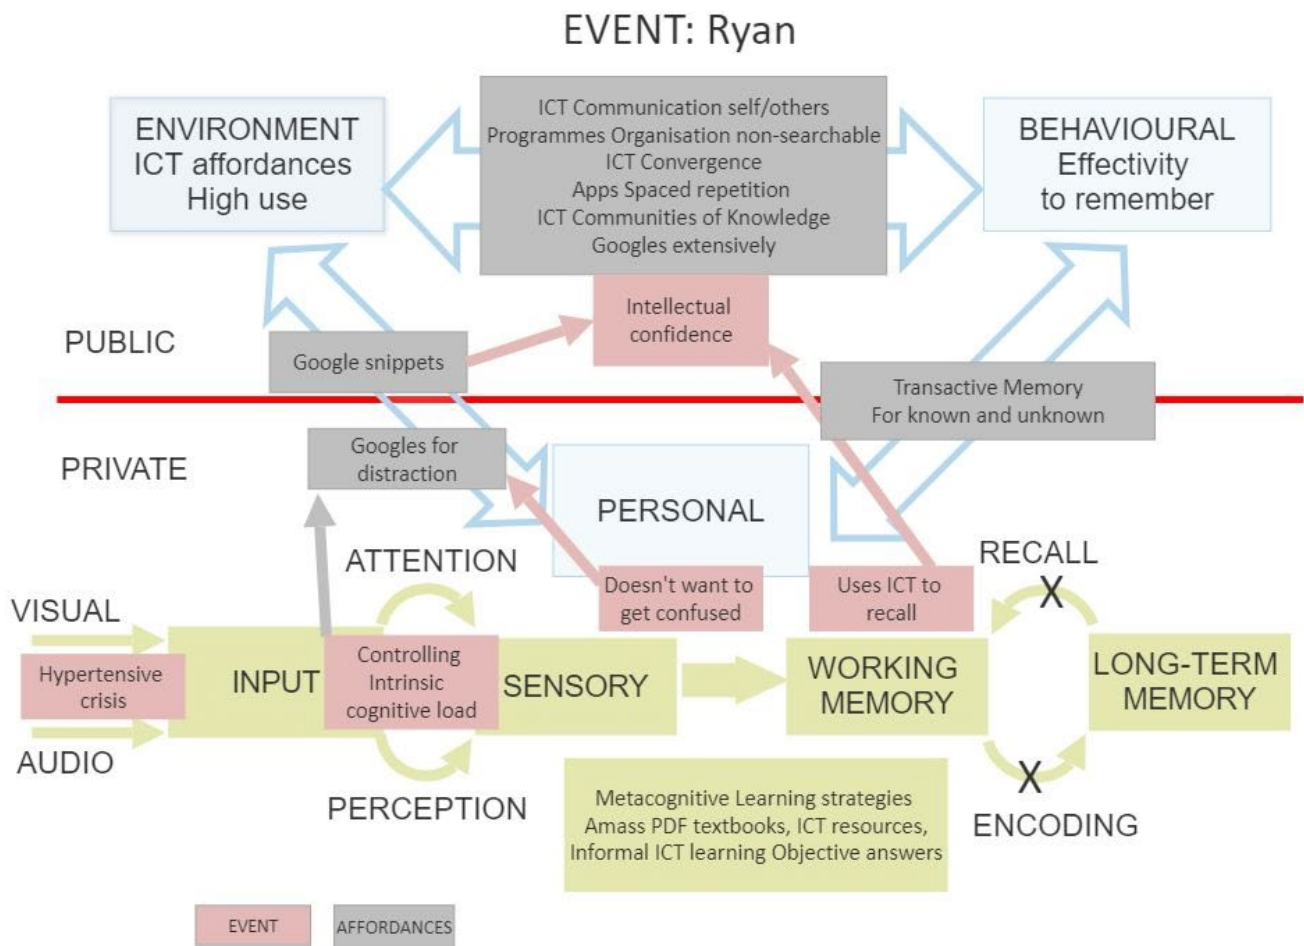 EVENT: Ryan
ENVIRONMENT
ICT affordances
High use
ICT Communication self/others
Programmes Organisation non-searchable
ICT Convergence
Apps Spaced repetition
ICT Communities of Knowledge
Googles extensively
BEHAVIOURAL
Effectivity
to remember
Intellectual
confidence
PUBLIC
Google snippets
Transactive Memory
For known and unknown
PRIVATE
Googles for
distraction
PERSONAL
ATTENTION
RECALL
X
Doesn't want to
get confused
Uses ICT to
recall
VISUAL
Hypertensive
crisis
AUDIO
INPUT
Controlling
Intrinsic
cognitive load
SENSORY
WORKING
MEMORY
LONG-TERM
MEMORY
PERCEPTION
X
ENCODING
Metacognitive Learning strategies
Amass PDF textbooks, ICT resources,
Informal ICT learning Objective answers
EVENT
AFFORDANCES